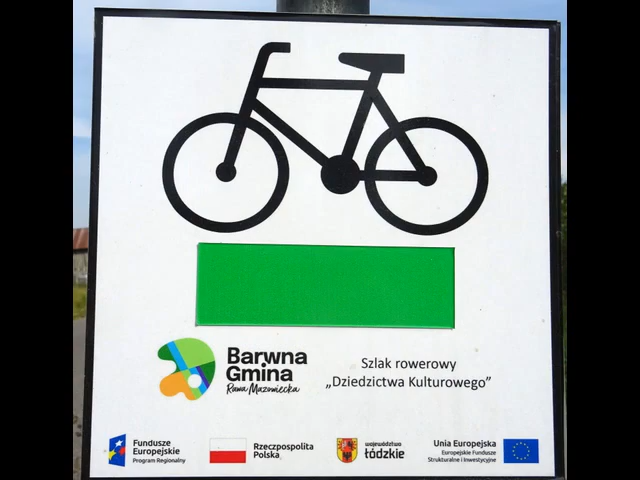 Barwna
Gmina
Rawa Mazowiecka
Szlak rowerowy
„Dziedzictwa Kulturowego”
Fundusze
Europejskie
Program Regionalny
Rzeczpospolita
Polska
województwo
łódzkie
Unia Europejska
Europejskie Fundusze
Strukturalne i Inwestycyjne